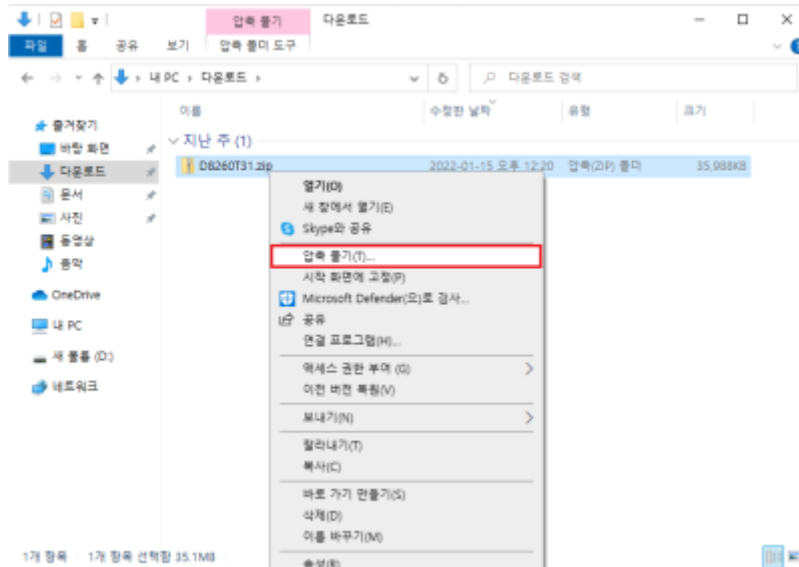 압축 풀기 다운로드
파일 홈 공유 보기 압축 폴더 도구
내 PC 다운로드
다운로드 검색
이름 수정한 날짜 유형 크기
즐겨찾기
바탕 화면
다운로드
문서
사진
동영상
음악
OneDrive
내 PC
새 볼륨 (D:)
네트워크
지난 주 (1)
D8260T31.zip 2022-01-15 오후 12:20 압축(ZIP) 폴더 35,988KB
열기(O)
새 창에서 열기(E)
Skype와 공유
압축 풀기(T)...
시작 화면에 고정(P)
Microsoft Defender(으)로 검사...
공유
연결 프로그램(H)...
액세스 권한 부여 (G)
이전 버전 복원(V)
보내기(N)
잘라내기(T)
복사(C)
바로 가기 만들기(S)
삭제(D)
이름 바꾸기(M)
속성(R)
1개 항목 1개 항목 선택함 35.1MB